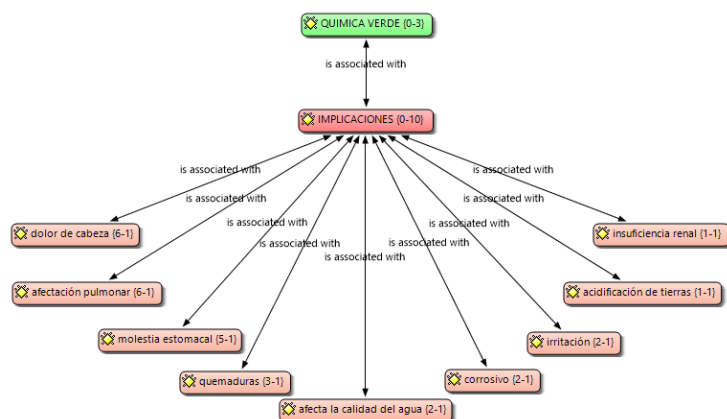 QUIMICA VERDE {0-3}
is associated with
IMPLICACIONES {0-10}
is associated with
is associated with
is associated with
is associated with
is associated with
is associated with
is associated with
is associated with
is associated with
dolor de cabeza {6-1}
insuficiencia renal {1-1}
afectación pulmonar {6-1}
acidificación de tierras {1-1}
molestia estomacal {5-1}
irritación {2-1}
quemaduras {3-1}
corrosivo {2-1}
afecta la calidad del agua {2-1}